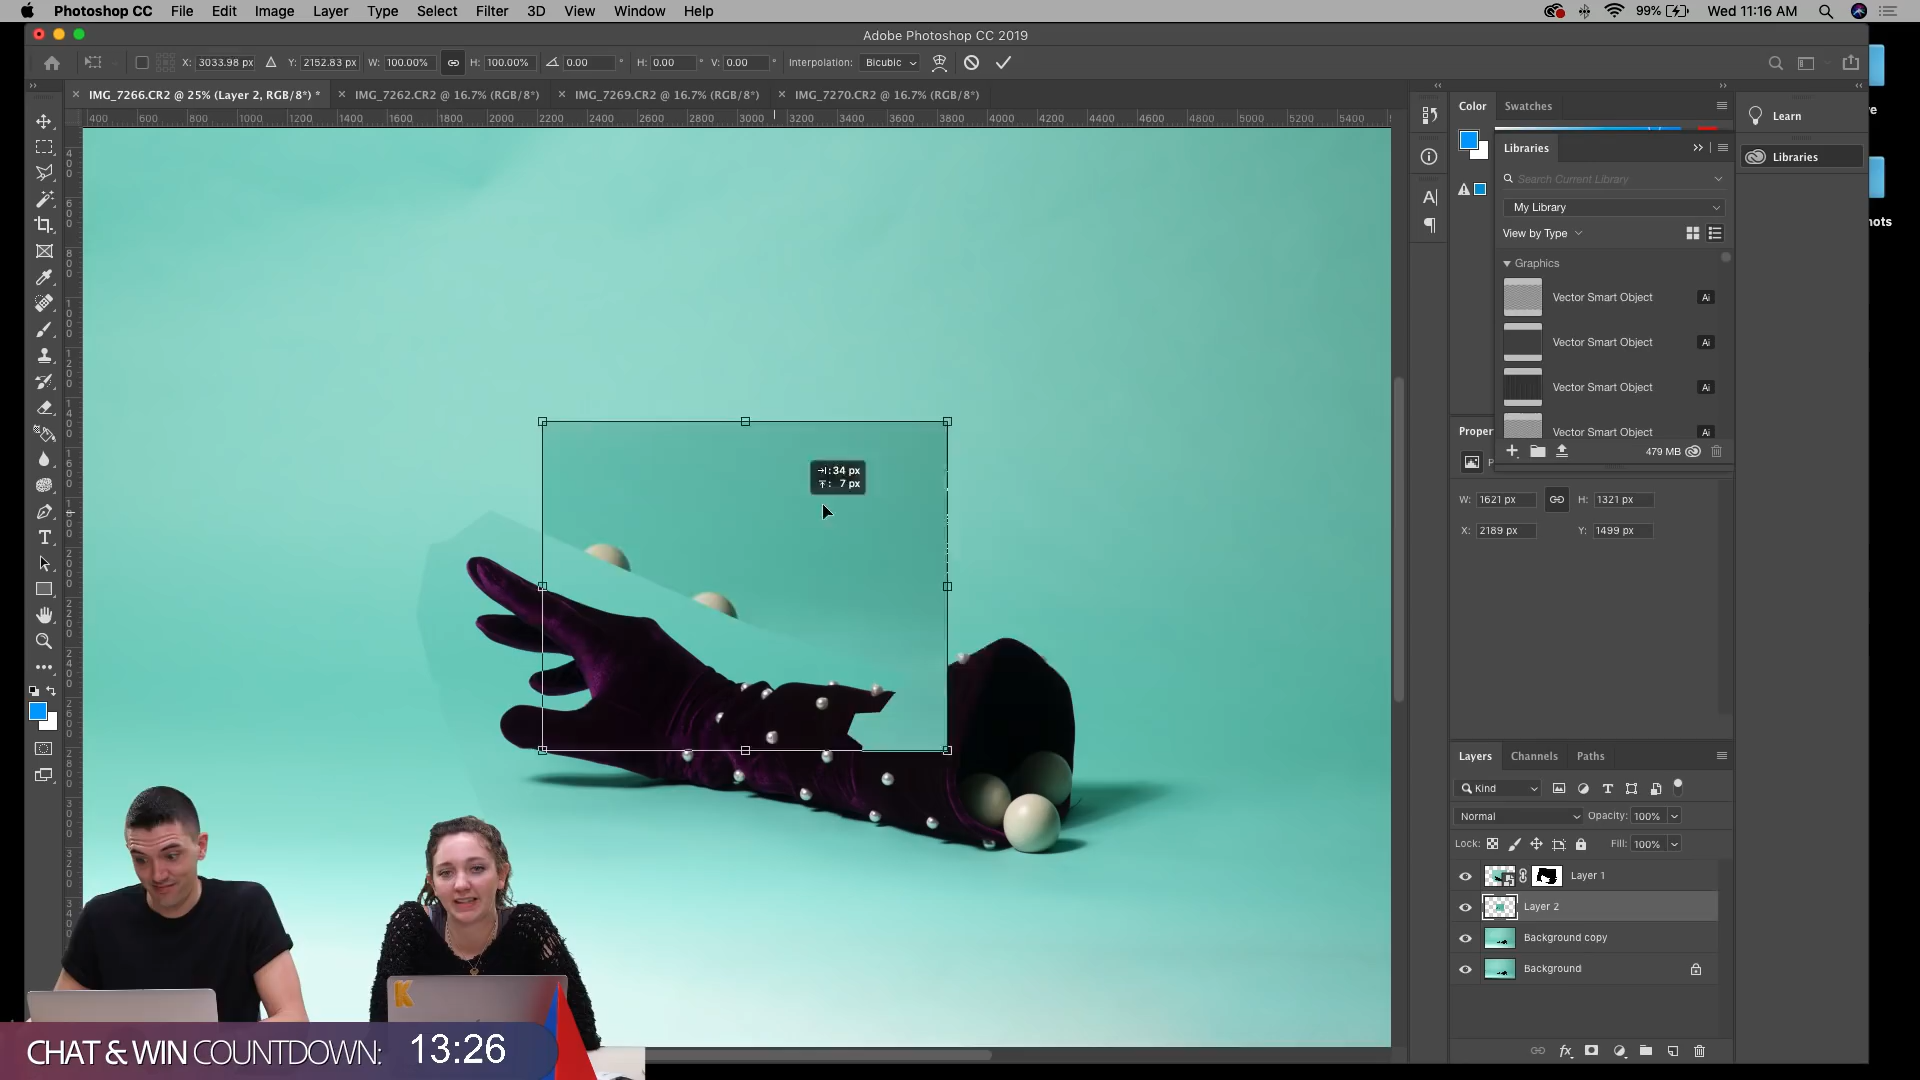 Photoshop CC File Edit Image Layer Type Select Filter 3D View Window Help 99% Wed 11:16 AM
Adobe Photoshop CC 2019
X: 3033.98 px Y: 2152.83 px W: 100.00% H: 100.00% 0.00 ° H: 0.00 ° V: 0.00 ° Interpolation: Bicubic
× IMG_7266.CR2 @ 25% (Layer 2, RGB/8*) * × IMG_7262.CR2 @ 16.7% (RGB/8*) × IMG_7269.CR2 @ 16.7% (RGB/8*) × IMG_7270.CR2 @ 16.7% (RGB/8*)
400 600 800 1000 1200 1400 1600 1800 2000 2200 2400 2600 2800 3000 3200 3400 3600 3800 4000 4200 4400 4600 4800 5000 5200 5400
Color Swatches
Learn
Libraries
Libraries
Search Current Library
My Library
View by Type
Graphics
Vector Smart Object Ai
Vector Smart Object Ai
Vector Smart Object Ai
Vector Smart Object Ai
479 MB
Proper
P
W: 1621 px H: 1321 px
X: 2189 px Y: 1499 px
:34 px
: 7 px
Layers Channels Paths
Kind
Normal Opacity: 100%
Lock: Fill: 100%
Layer 1
Layer 2
Background copy
Background
fx
hots
K
CHAT & WIN COUNTDOWN: 13:26